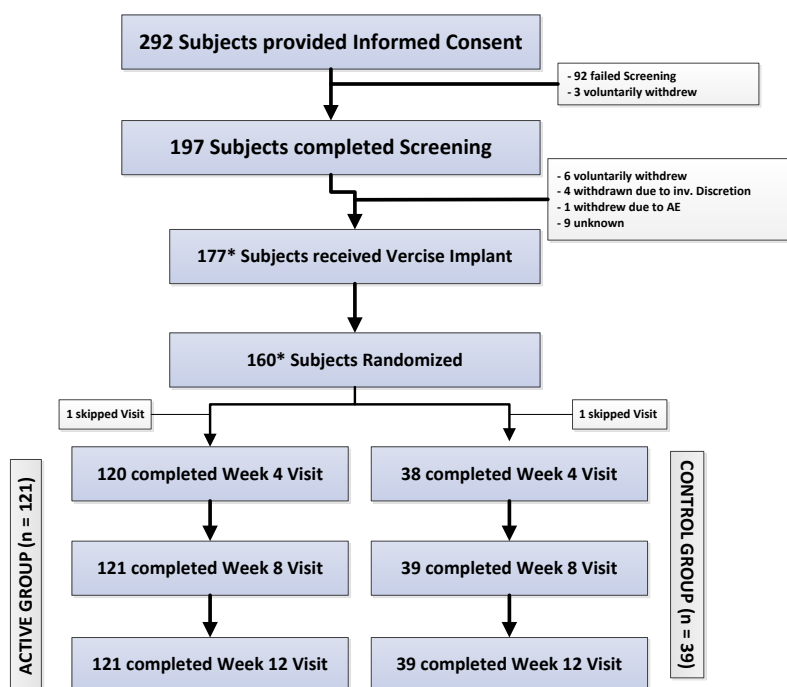 292 Subjects provided Informed Consent
- 92 failed Screening
- 3 voluntarily withdrew
197 Subjects completed Screening
- 6 voluntarily withdrew
- 4 withdrawn due to inv. Discretion
- 1 withdrew due to AE
- 9 unknown
177* Subjects received Vercise Implant
160* Subjects Randomized
1 skipped Visit
1 skipped Visit
ACTIVE GROUP (n = 121)
120 completed Week 4 Visit
38 completed Week 4 Visit
CONTROL GROUP (n = 39)
121 completed Week 8 Visit
39 completed Week 8 Visit
121 completed Week 12 Visit
39 completed Week 12 Visit